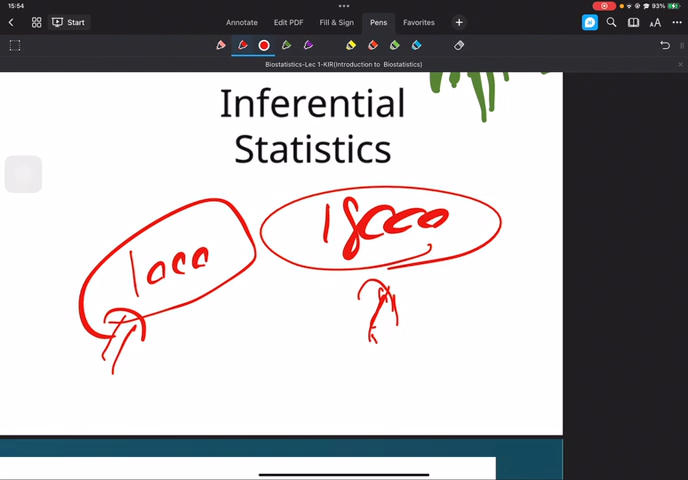 15:54
93%
Start
Annotate
Edit PDF
Fill & Sign
Pens
Favorites
AA
Biostatistics-Lec 1-KIR(Introduction to Biostatistics)
Inferential
Statistics
1000
18000